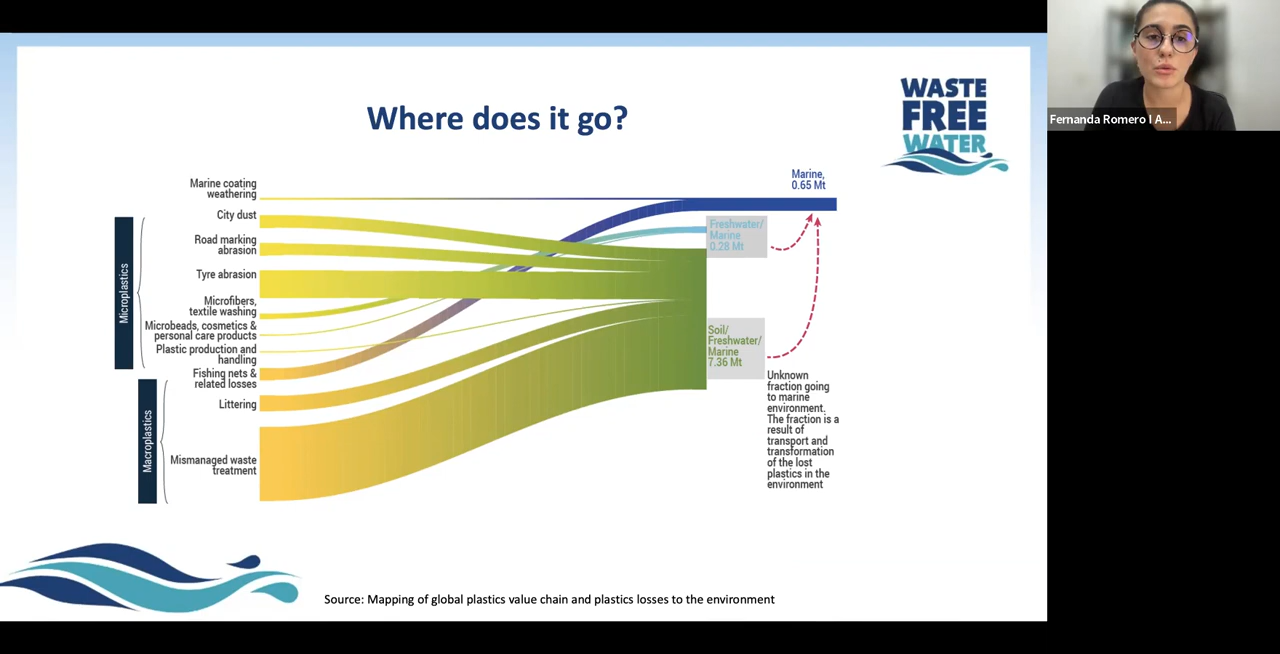 Where does it go?
WASTE
FREE
WATER
Fernanda Romero I A...
Marine coating
weathering
City dust
Road marking
abrasion
Tyre abrasion
Microfibers,
textile washing
Microbeads, cosmetics &
personal care products
Plastic production and
handling
Fishing nets &
related losses
Littering
Mismanaged waste
treatment
Microplastics
Macroplastics
Marine,
0.65 Mt
Freshwater/
Marine
0.28 Mt
Soil/
Freshwater/
Marine
7.36 Mt
Unknown
fraction going
to marine
environment.
The fraction is a
result of
transport and
transformation
of the lost
plastics in the
environment
Source: Mapping of global plastics value chain and plastics losses to the environment